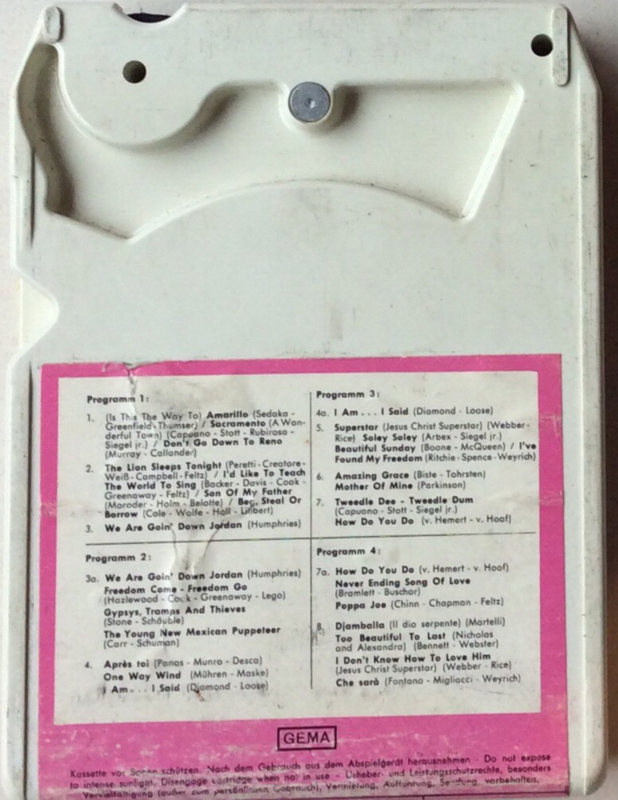 Programm 1:
1. (Is This The Way To) Amarillo (Sedaka -
Greenfield-Thumser) / Sacramento (A Won-
derful Town) (Capuano - Stott - Rubirosa -
Siegel jr.) / Don't Go Down To Reno
(Murray - Callander)
2. The Lion Sleeps Tonight (Peretti - Creatore -
Weiß - Campbell - Feltz) / I'd Like To Teach
The World To Sing (Backer - Davis - Cook -
Greenaway - Feltz) / Son Of My Father
(Moroder - Holm - Belotte) / Beg, Steal Or
Borrow (Cole - Wolfe - Hall - Lilibert)
3. We Are Goin' Down Jordan (Humphries)
Programm 2:
3a. We Are Goin' Down Jordan (Humphries)
Freedom Come - Freedom Go
(Hazlewood - Cock - Greenaway - Lego)
Gypsys, Tramps And Thieves
(Stone - Schäuble)
The Young New Mexican Puppeteer
(Carr - Schuman)
4. Après toi (Panas - Munro - Desca)
One Way Wind (Mühren - Maske)
I Am . . . I Said (Diamond - Loose)
Programm 3:
4a. I Am . . . I Said (Diamond - Loose)
5. Superstar (Jesus Christ Superstar) (Webber -
Rice) Soley Soley (Arbex - Siegel jr.)
Beautiful Sunday (Boone - McQueen) / I've
Found My Freedom (Ritchie - Spence - Weyrich)
6. Amazing Grace (Biste - Tahrsten)
Mother Of Mine (Parkinson)
7. Tweedle Dee - Tweedle Dum
(Capuano - Stott - Siegel jr.)
How Do You Do (v. Hemert - v. Hoof)
Programm 4:
7a. How Do You Do (v. Hemert - v. Hoof)
Never Ending Song Of Love
(Bramlett - Buschor)
Poppa Joe (Chinn - Chapman - Feltz)
8. Djamballa (Il dio serpente) (Martelli)
Too Beautiful To Last (Nicholas
and Alexandra) (Bennett - Webster)
I Don't Know How To Love Him
(Jesus Christ Superstar) (Webber - Rice)
Che sarà (Fontana - Migliacci - Weyrich)
GEMA
Kassette vor Sonne schützen. Nach dem Gebrauch aus dem Abspielgerät herausnehmen - Do not expose
to intense sunlight. Disengage cartridge when not in use - Urheber- und Leistungsschutzrechte, besonders
Vervielfältigung (außer zum persönlichen Gebrauch), Vermietung, Aufführung, Sendung, vorbehalten.